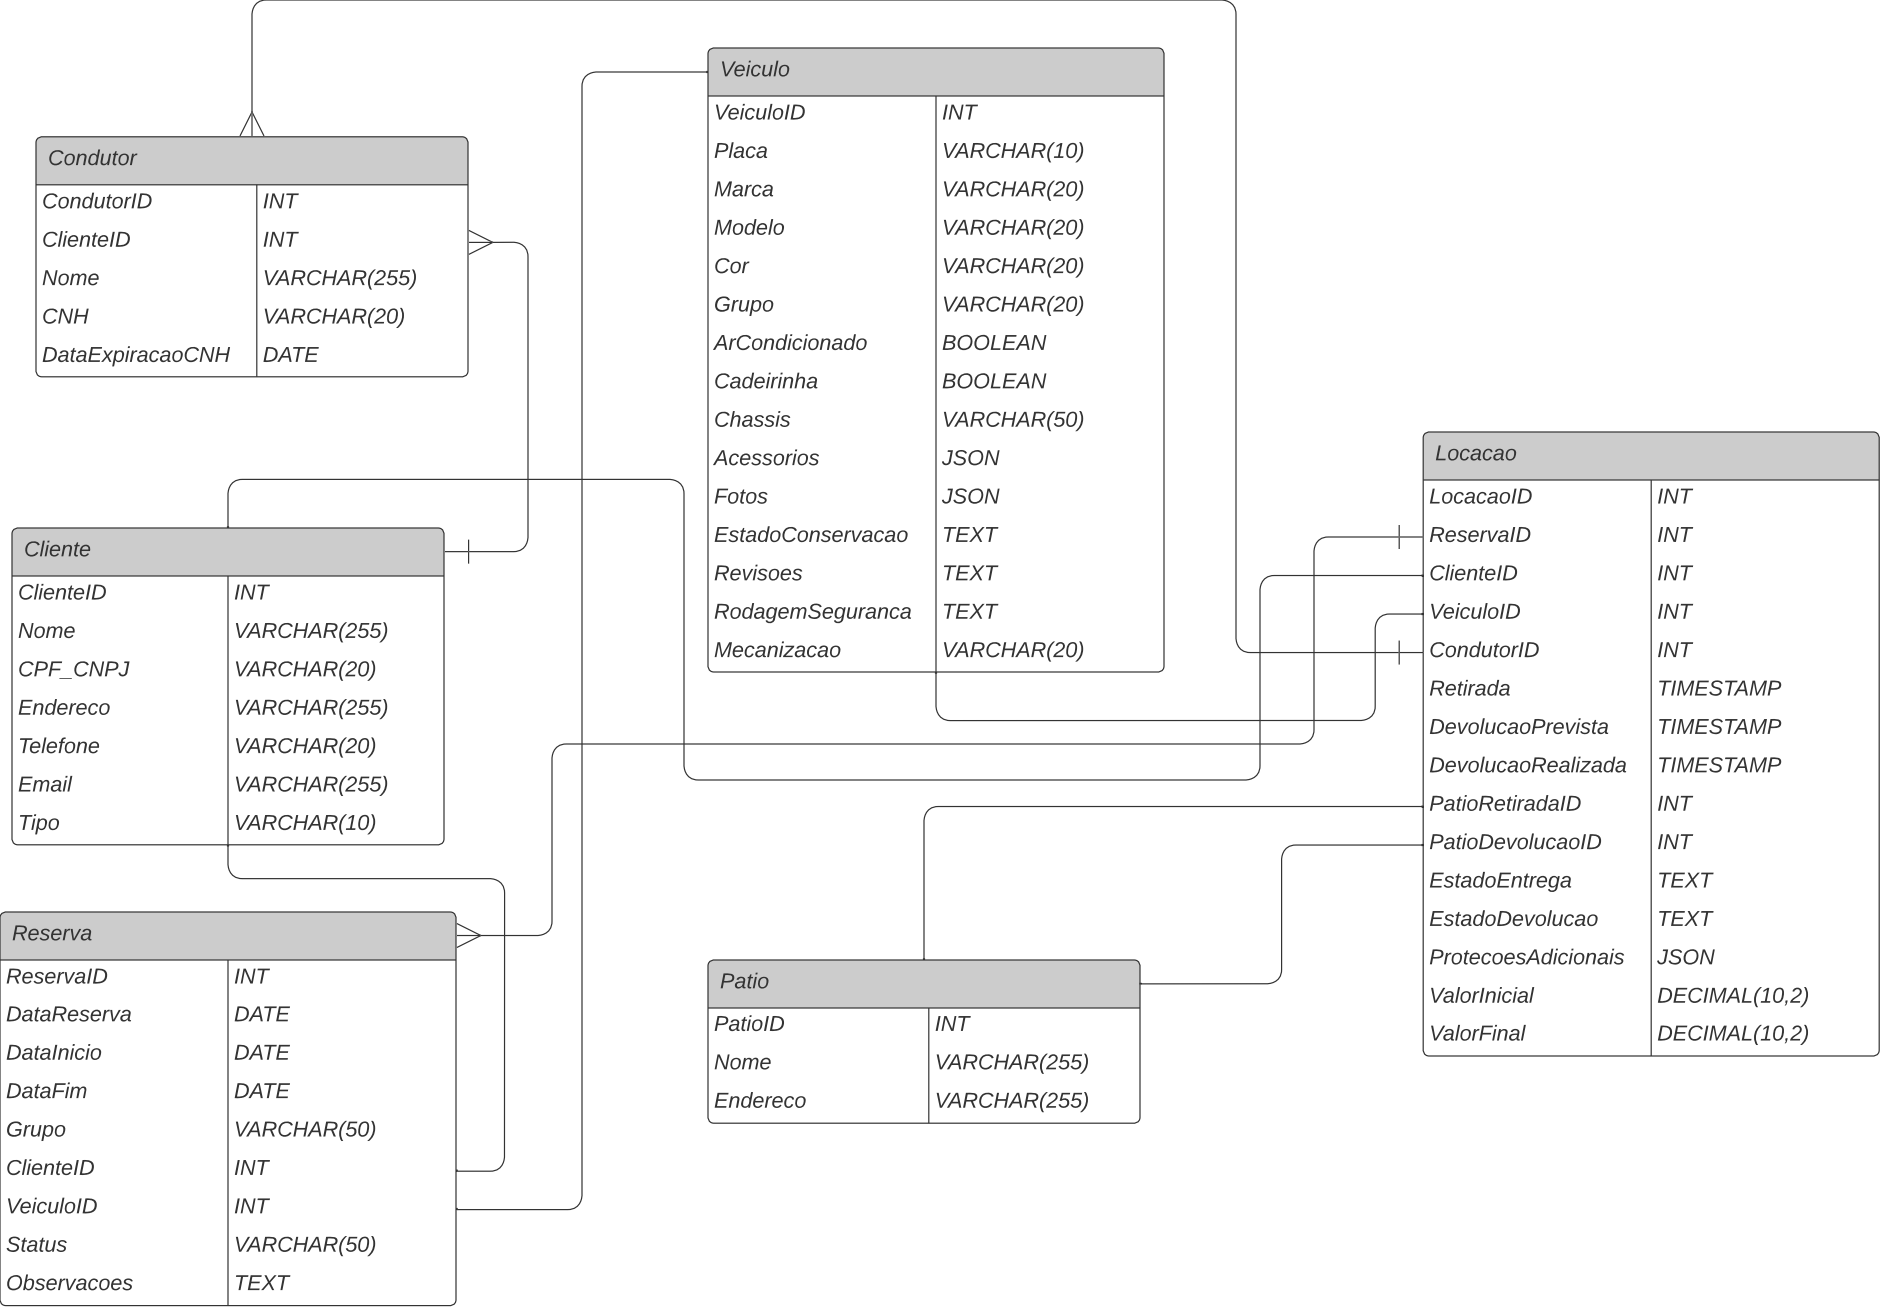 Condutor
CondutorID INT
ClienteID INT
Nome VARCHAR(255)
CNH VARCHAR(20)
DataExpiracaoCNH DATE
Veiculo
VeiculoID INT
Placa VARCHAR(10)
Marca VARCHAR(20)
Modelo VARCHAR(20)
Cor VARCHAR(20)
Grupo VARCHAR(20)
ArCondicionado BOOLEAN
Cadeirinha BOOLEAN
Chassis VARCHAR(50)
Acessorios JSON
Fotos JSON
EstadoConservacao TEXT
Revisoes TEXT
RodagemSeguranca TEXT
Mecanizacao VARCHAR(20)
Cliente
ClienteID INT
Nome VARCHAR(255)
CPF_CNPJ VARCHAR(20)
Endereco VARCHAR(255)
Telefone VARCHAR(20)
Email VARCHAR(255)
Tipo VARCHAR(10)
Locacao
LocacaoID INT
ReservaID INT
ClienteID INT
VeiculoID INT
CondutorID INT
Retirada TIMESTAMP
DevolucaoPrevista TIMESTAMP
DevolucaoRealizada TIMESTAMP
PatioRetiradaID INT
PatioDevolucaoID INT
EstadoEntrega TEXT
EstadoDevolucao TEXT
ProtecoesAdicionais JSON
ValorInicial DECIMAL(10,2)
ValorFinal DECIMAL(10,2)
Reserva
ReservaID INT
DataReserva DATE
DataInicio DATE
DataFim DATE
Grupo VARCHAR(50)
ClienteID INT
VeiculoID INT
Status VARCHAR(50)
Observacoes TEXT
Patio
PatioID INT
Nome VARCHAR(255)
Endereco VARCHAR(255)